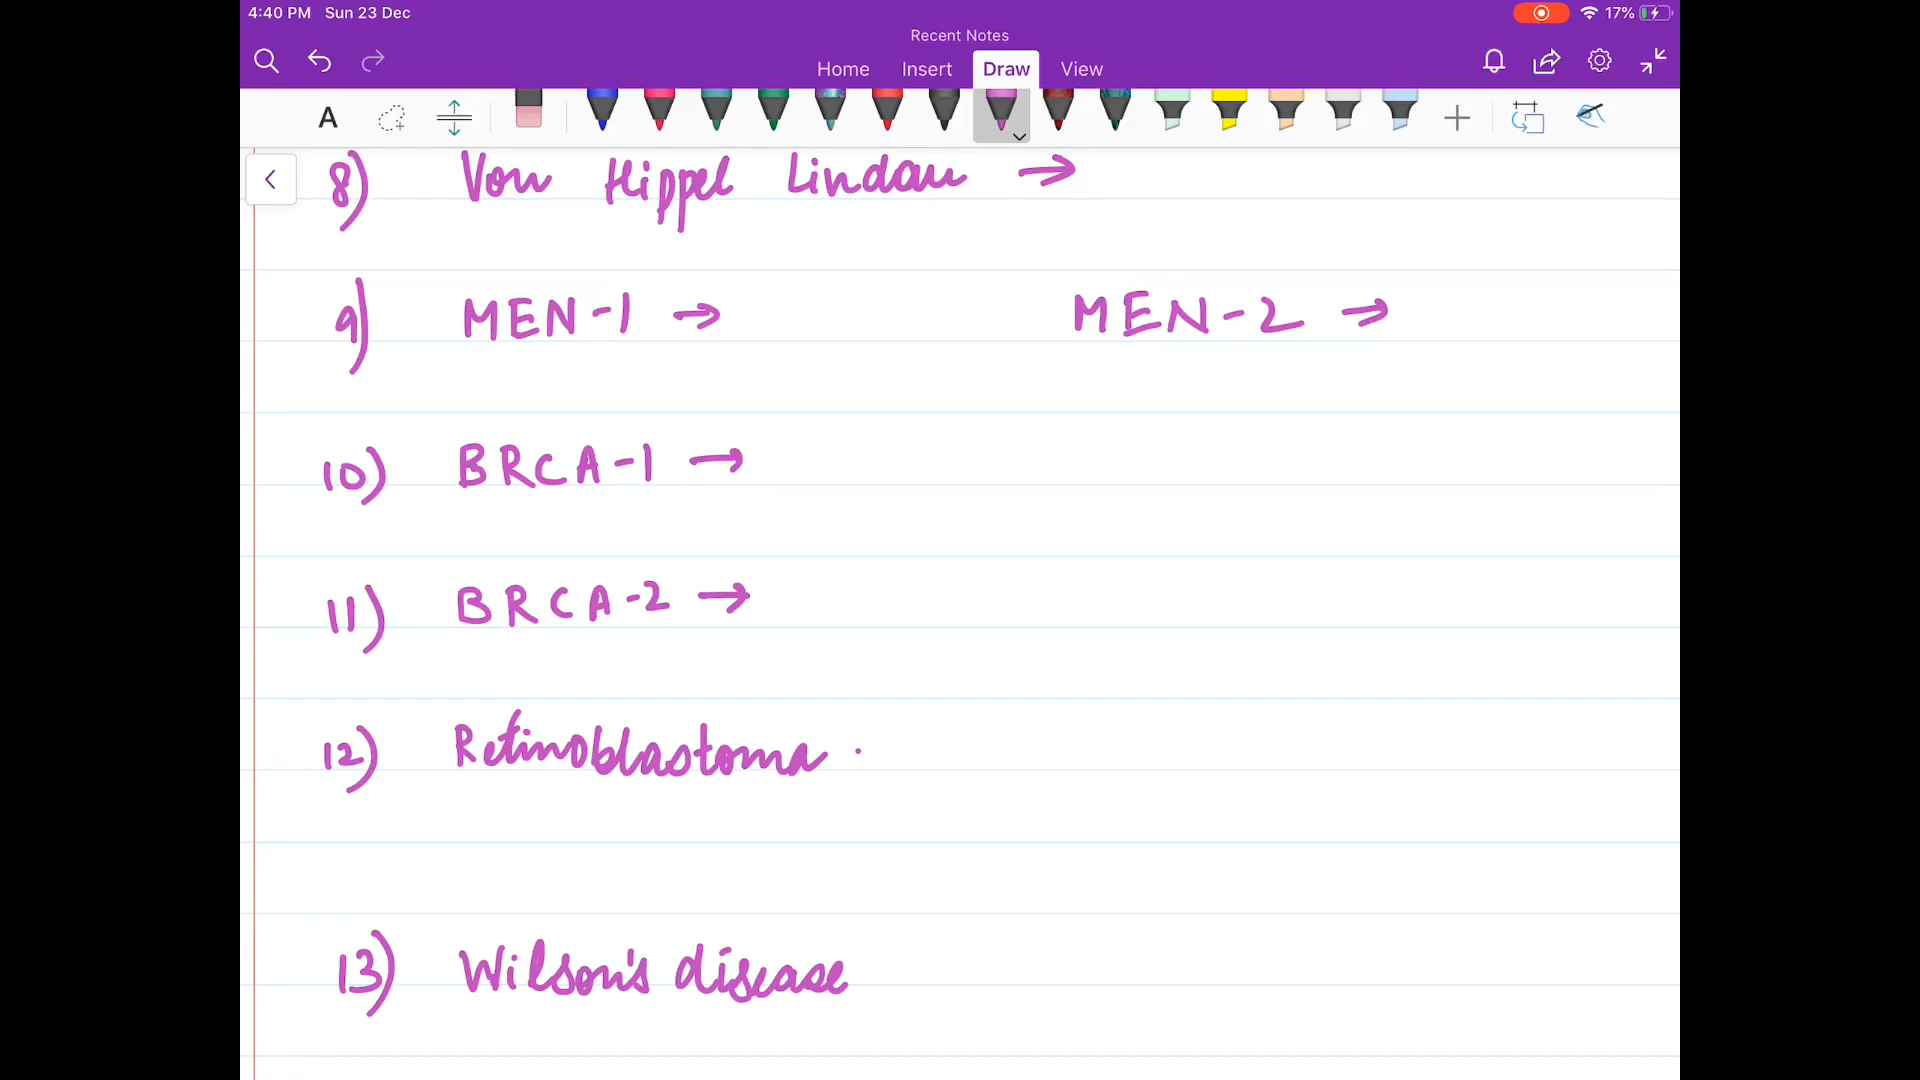 4:40 PM Sun 23 Dec 17%
Recent Notes
Home Insert Draw View
A
8) Von Hippel Lindau →
9) MEN-1 → MEN-2 →
10) BRCA-1 →
11) BRCA-2 →
12) Retinoblastoma
13) Wilson's disease